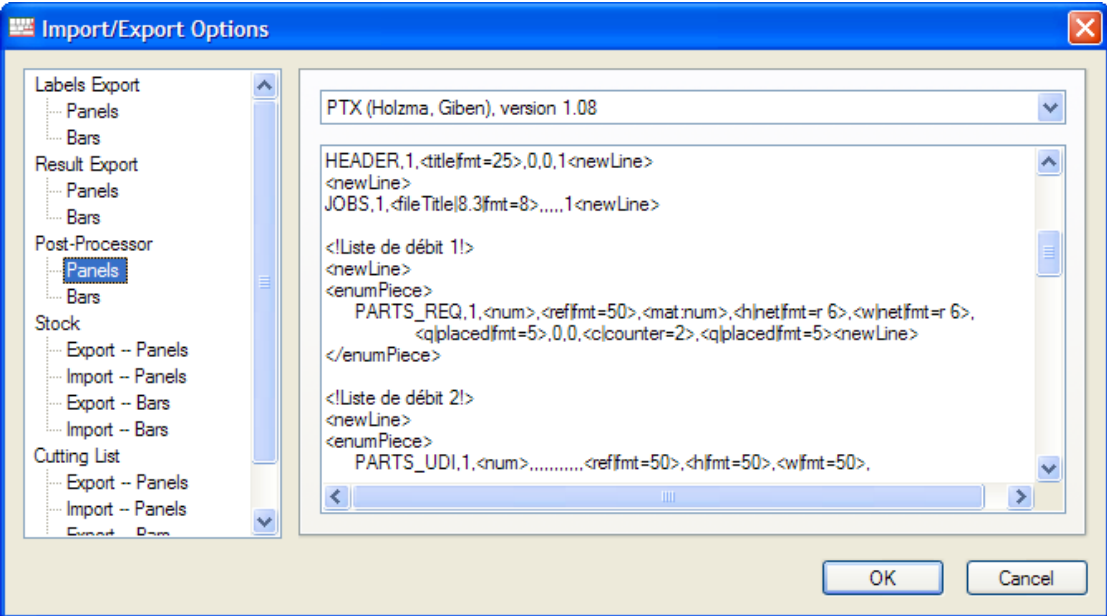 Import/Export Options
Labels Export
Panels
Bars
Result Export
Panels
Bars
Post-Processor
Panels
Bars
Stock
Export -- Panels
Import -- Panels
Export -- Bars
Import -- Bars
Cutting List
Export -- Panels
Import -- Panels
Export -- Bars
PTX (Holzma, Giben), version 1.08
HEADER,1,<title|fmt=25>,0,0,1<newLine>
<newLine>
JOBS,1,<fileTitle|8.3|fmt=8>,,,,,1<newLine>
<!Liste de débit 1!>
<newLine>
<enumPiece>
PARTS_REQ,1,<num>,<ref|fmt=50>,<mat:num>,<h|net|fmt=r 6>,<w|net|fmt=r 6>,
<q|placed|fmt=5>,0,0,<c|counter=2>,<q|placed|fmt=5><newLine>
</enumPiece>
<!Liste de débit 2!>
<newLine>
<enumPiece>
PARTS_UDI,1,<num>,,,,,,,,,,,<ref|fmt=50>,<h|fmt=50>,<w|fmt=50>,
OK
Cancel